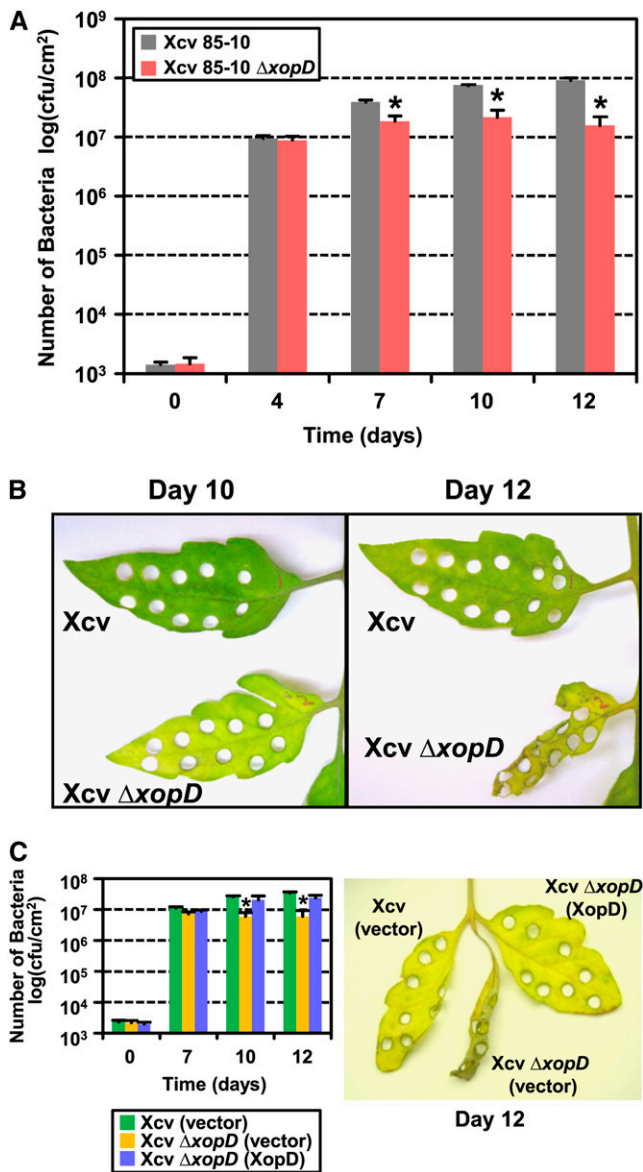 A
Number of Bacteria log(cfu/cm²)
10⁹
10⁸
10⁷
10⁶
10⁵
10⁴
10³
Xcv 85-10
Xcv 85-10 ΔxopD
* * *
0 4 7 10 12
Time (days)
B
Day 10 Day 12
Xcv
Xcv ΔxopD
Xcv
Xcv ΔxopD
C
Number of Bacteria
log(cfu/cm²)
10⁸
10⁷
10⁶
10⁵
10⁴
10³
* *
0 7 10 12
Time (days)
Xcv (vector)
Xcv ΔxopD (vector)
Xcv ΔxopD (XopD)
Xcv
(vector)
Xcv ΔxopD
(XopD)
Xcv ΔxopD
(vector)
Day 12